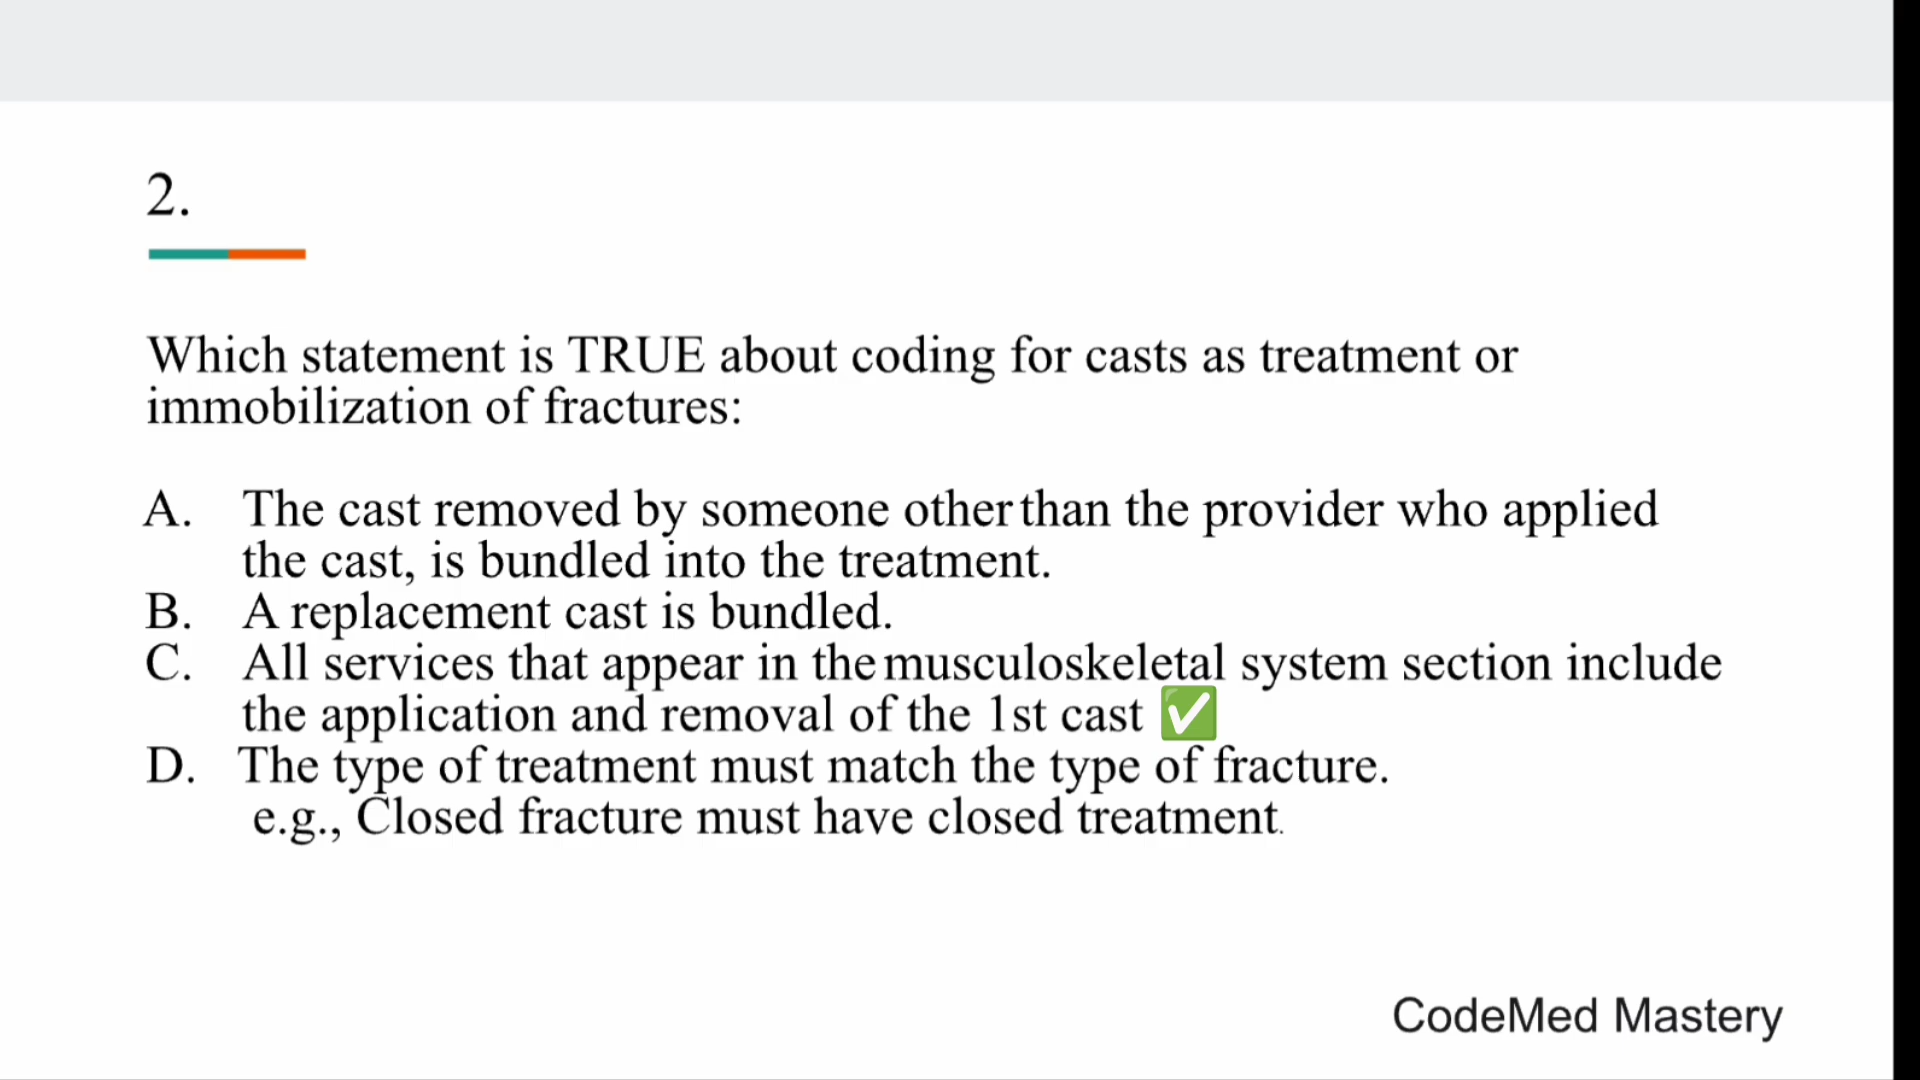 2.
Which statement is TRUE about coding for casts as treatment or
immobilization of fractures:
A. The cast removed by someone other than the provider who applied
the cast, is bundled into the treatment.
B. A replacement cast is bundled.
C. All services that appear in the musculoskeletal system section include
the application and removal of the 1st cast ✅
D. The type of treatment must match the type of fracture.
e.g., Closed fracture must have closed treatment.
CodeMed Mastery